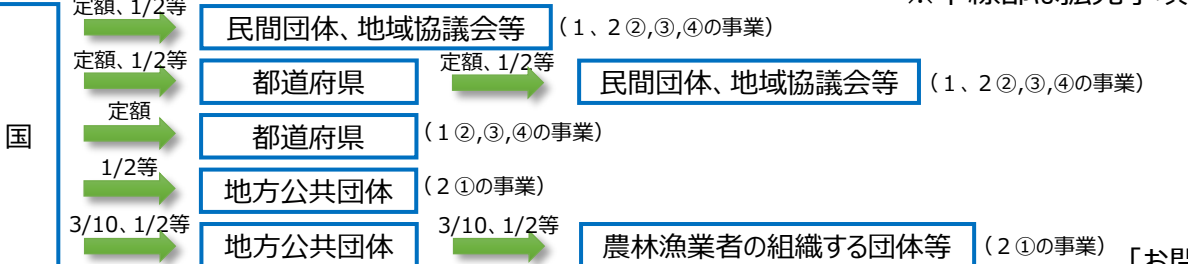 定額、1/2等
民間団体、地域協議会等 (1、2②,③,④の事業)
定額、1/2等 都道府県 定額、1/2等 民間団体、地域協議会等 (1、2②,③,④の事業)
国 定額 都道府県 (1②,③,④の事業)
1/2等 地方公共団体 (2①の事業)
3/10、1/2等 地方公共団体 3/10、1/2等 農林漁業者の組織する団体等 (2①の事業)
「お問